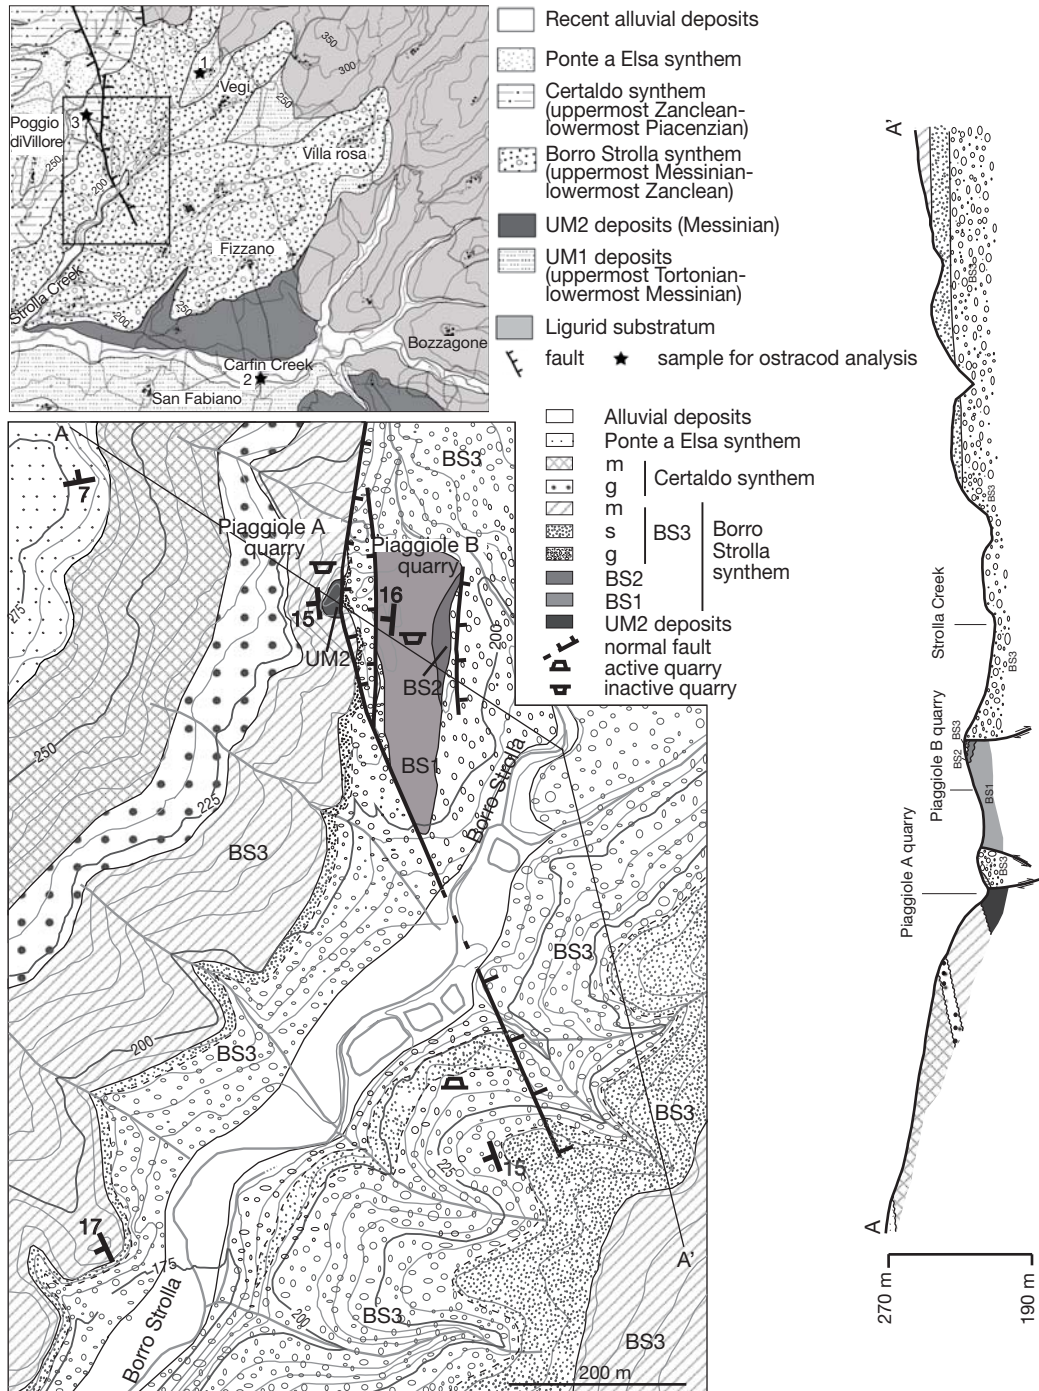 350
300
1
Vegi
250
Poggio
diVillore
3
Villa rosa
250
200
Fizzano
Strolla Creek
250
200
Bozzagone
Carfin Creek
2
San Fabiano
Recent alluvial deposits
Ponte a Elsa synthem
Certaldo synthem
(uppermost Zanclean-
lowermost Piacenzian)
Borro Strolla synthem
(uppermost Messinian-
lowermost Zanclean)
UM2 deposits (Messinian)
UM1 deposits
(uppermost Tortonian-
lowermost Messinian)
Ligurid substratum
fault
sample for ostracod analysis
Alluvial deposits
Ponte a Elsa synthem
m
g
Certaldo synthem
m
s
g
BS3
Borro
Strolla
synthem
BS2
BS1
UM2 deposits
normal fault
active quarry
inactive quarry
A
BS3
7
Piaggiole A
quarry
Piaggiole B
quarry
275
16
15
200
UM2
BS2
250
BS1
Borro Strolla
225
BS3
BS3
200
BS3
BS3
225
15
17
175
A'
Borro Strolla
200
BS3
BS3
200 m
A'
BS3
BS3
Strolla Creek
BS3
Piaggiole B quarry
BS3
BS2
BS1
Piaggiole A quarry
BS3
A
270 m
190 m